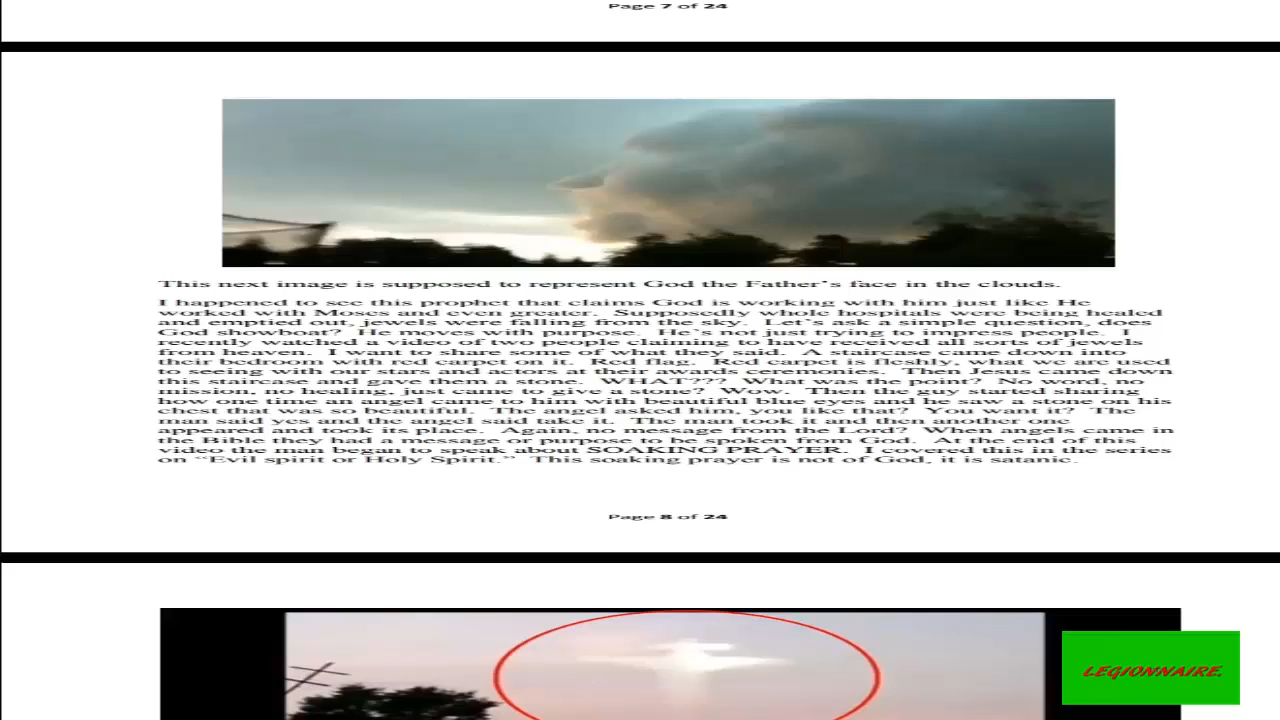 Page 7 of 24
This next image is supposed to represent God the Father's face in the clouds.
I happened to see this prophet that claims God is working with him just like He
worked with Moses and even greater.  Supposedly whole hospitals were being healed
and emptied out, jewels were falling from the sky.  Let's ask a simple question, does
God showboat?  He moves with purpose.  He's not just trying to impress people.  I
recently watched a video of two people claiming to have received all sorts of jewels
from heaven.  I want to share some of what they said.  A staircase came down into
their bedroom with red carpet on it.  Red flag.  Red carpet is fleshly, what we are used
to seeing with our stars and actors at their awards ceremonies.  Then Jesus came down
this staircase and gave them a stone.  WHAT???  What was the point?  No word, no
mission, no healing, just came to give a stone?  Wow.  Then the guy started sharing
how one time an angel came to him with beautiful blue eyes and he saw a stone on his
chest that was so beautiful.  The angel asked him, you like that?  You want it?  The
man said yes and the angel said take it.  The man took it and then another one
appeared and took its place.  Again, no message from the Lord?  When angels came in
the Bible they had a message or purpose to be spoken from God.  At the end of this
video the man began to speak about SOAKING PRAYER.  I covered this in the series
on "Evil spirit or Holy Spirit."  This soaking prayer is not of God, it is satanic.
Page 8 of 24
LEGIONNAIRE.